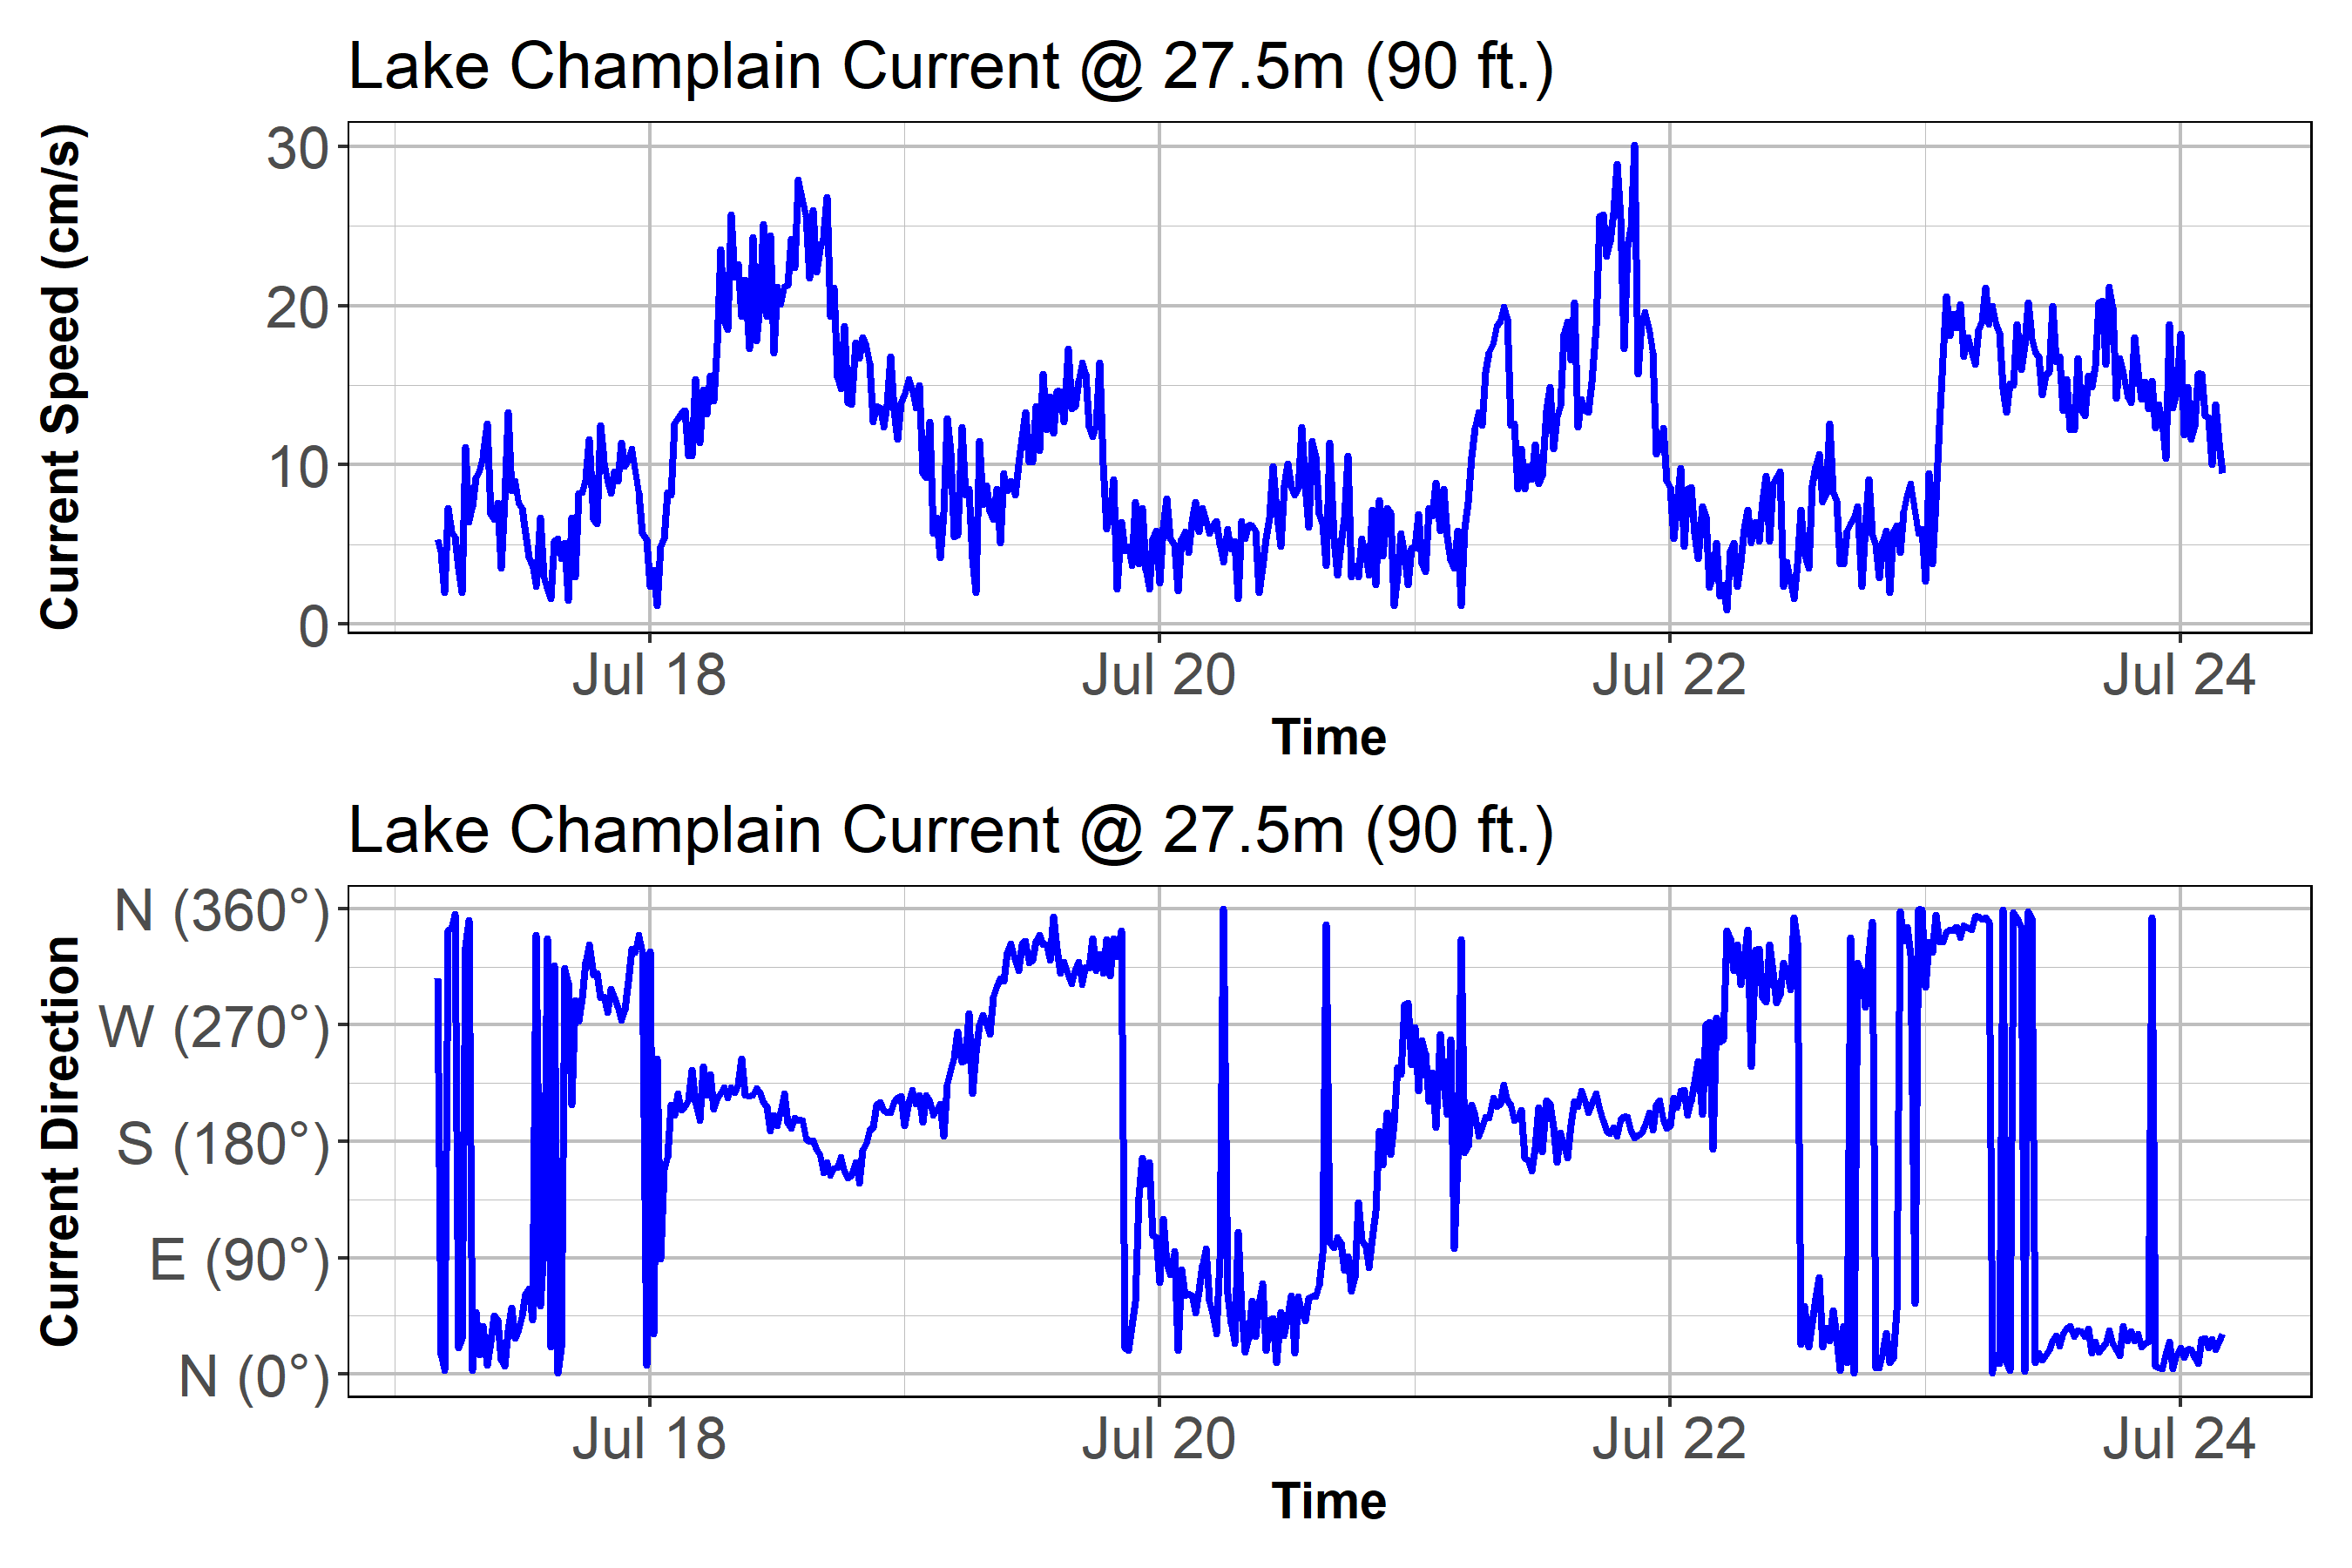 Lake Champlain Current @ 27.5m (90 ft.)
Current Speed (cm/s)
30
20
10
0
Jul 18
Jul 20
Jul 22
Jul 24
Time
Lake Champlain Current @ 27.5m (90 ft.)
Current Direction
N (360°)
W (270°)
S (180°)
E (90°)
N (0°)
Jul 18
Jul 20
Jul 22
Jul 24
Time